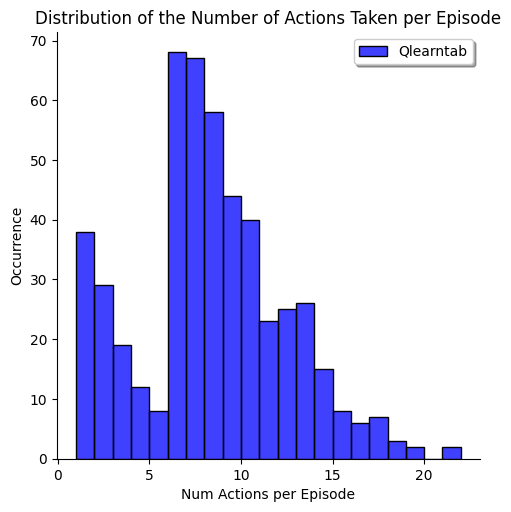 Distribution of the Number of Actions Taken per Episode
Qlearntab
70
60
50
40
30
20
10
0
Occurrence
0 5 10 15 20
Num Actions per Episode